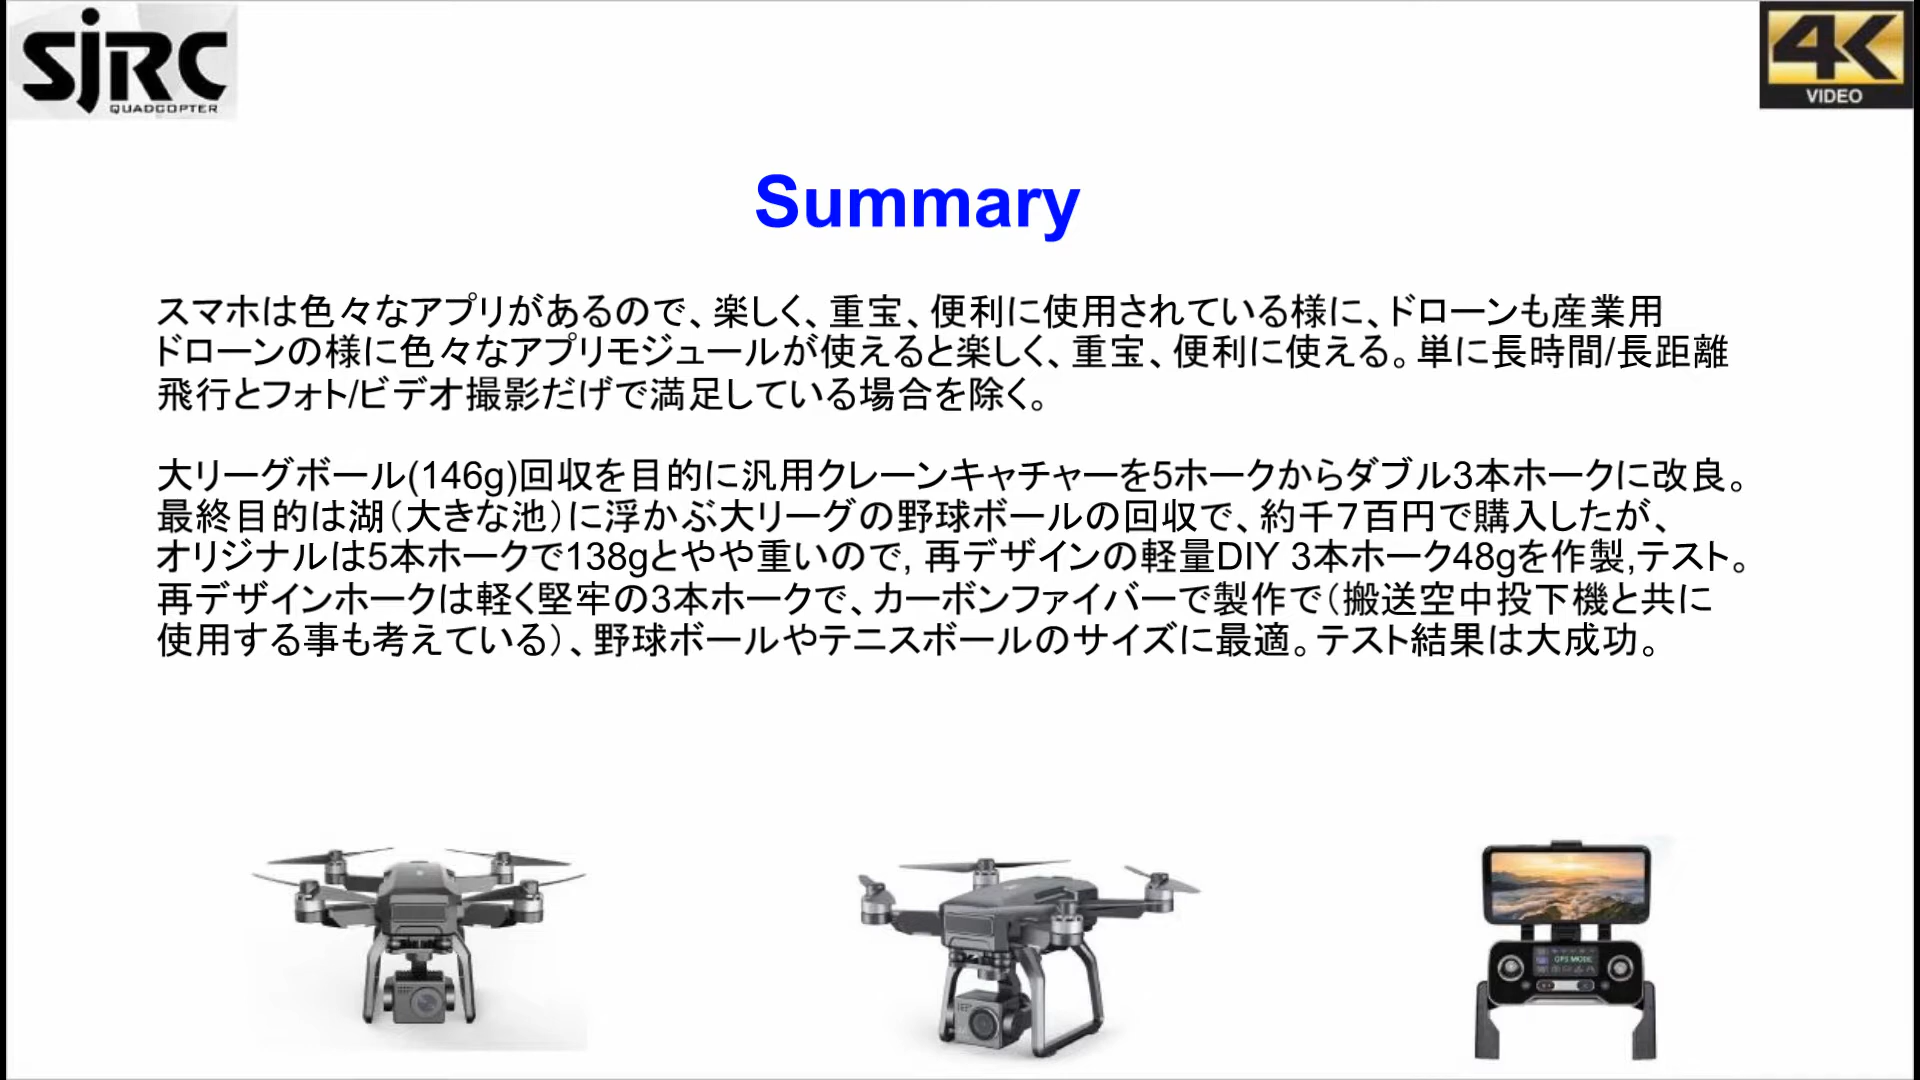 SJRC
QUADCOPTER
4K
VIDEO
Summary
スマホは色々なアプリがあるので、楽しく、重宝、便利に使用されている様に、ドローンも産業用
ドローンの様に色々なアプリモジュールが使えると楽しく、重宝、便利に使える。単に長時間/長距離
飛行とフォト/ビデオ撮影だげで満足している場合を除く。
大リーグボール(146g)回収を目的に汎用クレーンキャチャーを5ホークからダブル3本ホークに改良。
最終目的は湖（大きな池）に浮かぶ大リーグの野球ボールの回収で、約千７百円で購入したが、
オリジナルは5本ホークで138gとやや重いので, 再デザインの軽量DIY 3本ホーク48gを作製,テスト。
再デザインホークは軽く堅牢の3本ホークで、カーボンファイバーで製作で（搬送空中投下機と共に
使用する事も考えている）、野球ボールやテニスボールのサイズに最適。テスト結果は大成功。
GPS MODE